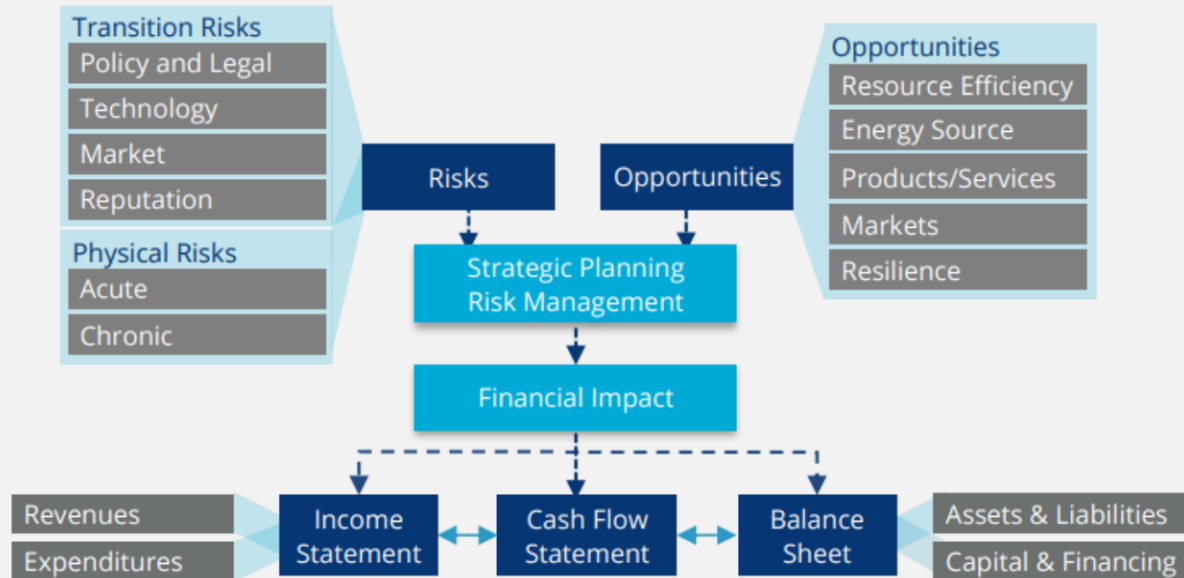 Transition Risks
Policy and Legal
Technology
Market
Reputation
Physical Risks
Acute
Chronic
Risks
Opportunities
Opportunities
Resource Efficiency
Energy Source
Products/Services
Markets
Resilience
Strategic Planning
Risk Management
Financial Impact
Revenues
Expenditures
Income
Statement
Cash Flow
Statement
Balance
Sheet
Assets & Liabilities
Capital & Financing